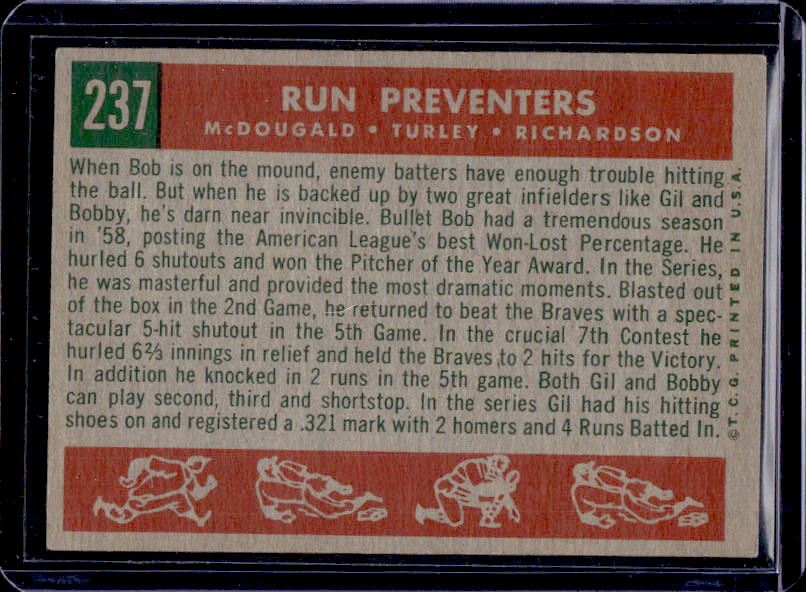 237
RUN PREVENTERS
McDOUGALD • TURLEY • RICHARDSON
When Bob is on the mound, enemy batters have enough trouble hitting
the ball. But when he is backed up by two great infielders like Gil and
Bobby, he's darn near invincible. Bullet Bob had a tremendous season
in '58, posting the American League's best Won-Lost Percentage. He
hurled 6 shutouts and won the Pitcher of the Year Award. In the Series,
he was masterful and provided the most dramatic moments. Blasted out
of the box in the 2nd Game, he returned to beat the Braves with a spec-
tacular 5-hit shutout in the 5th Game. In the crucial 7th Contest he
hurled 6⅔ innings in relief and held the Braves to 2 hits for the Victory.
In addition he knocked in 2 runs in the 5th game. Both Gil and Bobby
can play second, third and shortstop. In the series Gil had his hitting
shoes on and registered a .321 mark with 2 homers and 4 Runs Batted In.
©T.C.G. PRINTED IN U.S.A.